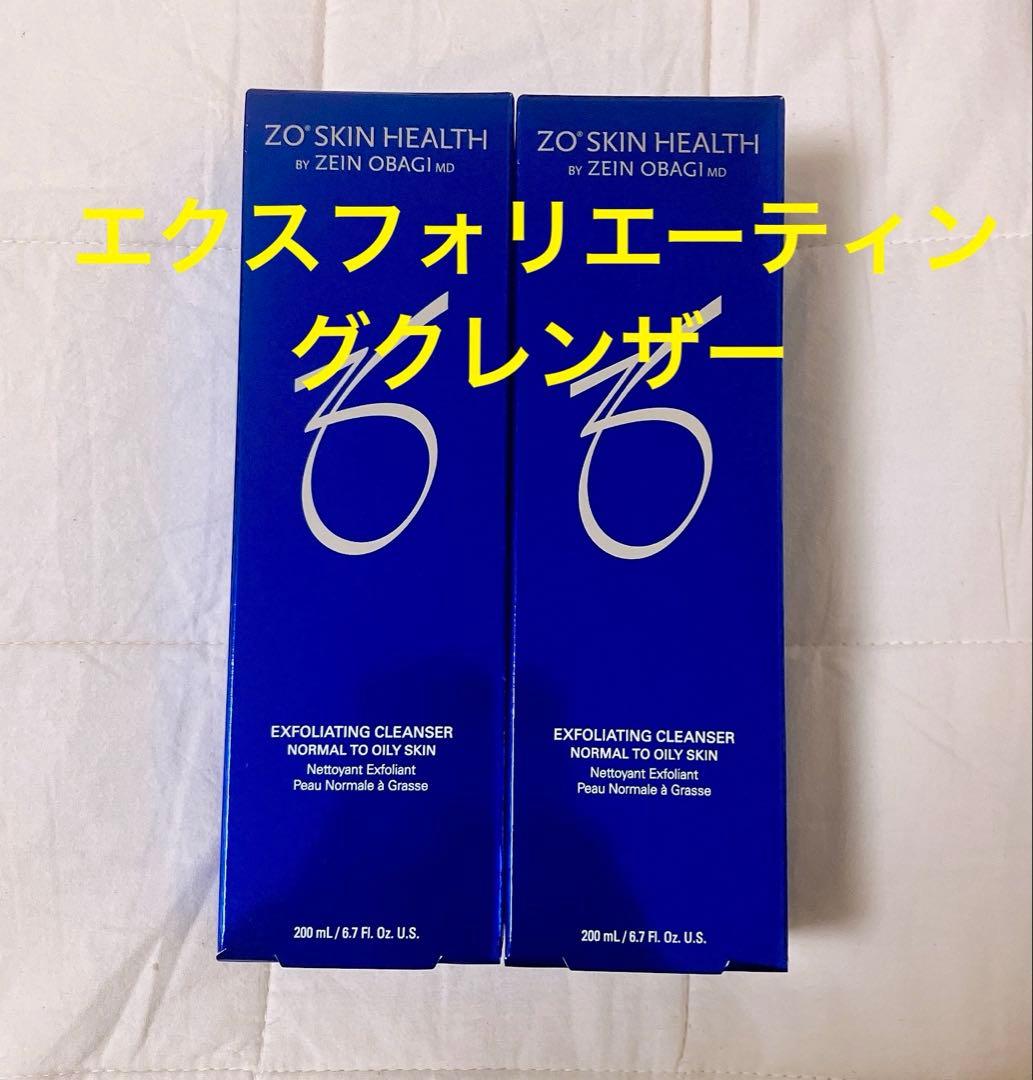 ZO® SKIN HEALTH
BY ZEIN OBAGI MD
ZO® SKIN HEALTH
BY ZEIN OBAGI MD
エクスフォリエーティン
ググレンザー
EXFOLIATING CLEANSER
NORMAL TO OILY SKIN
Nettoyant Exfoliant
Peau Normale à Grasse
200 mL / 6.7 Fl. Oz. U.S.
EXFOLIATING CLEANSER
NORMAL TO OILY SKIN
Nettoyant Exfoliant
Peau Normale à Grasse
200 mL / 6.7 Fl. Oz. U.S.